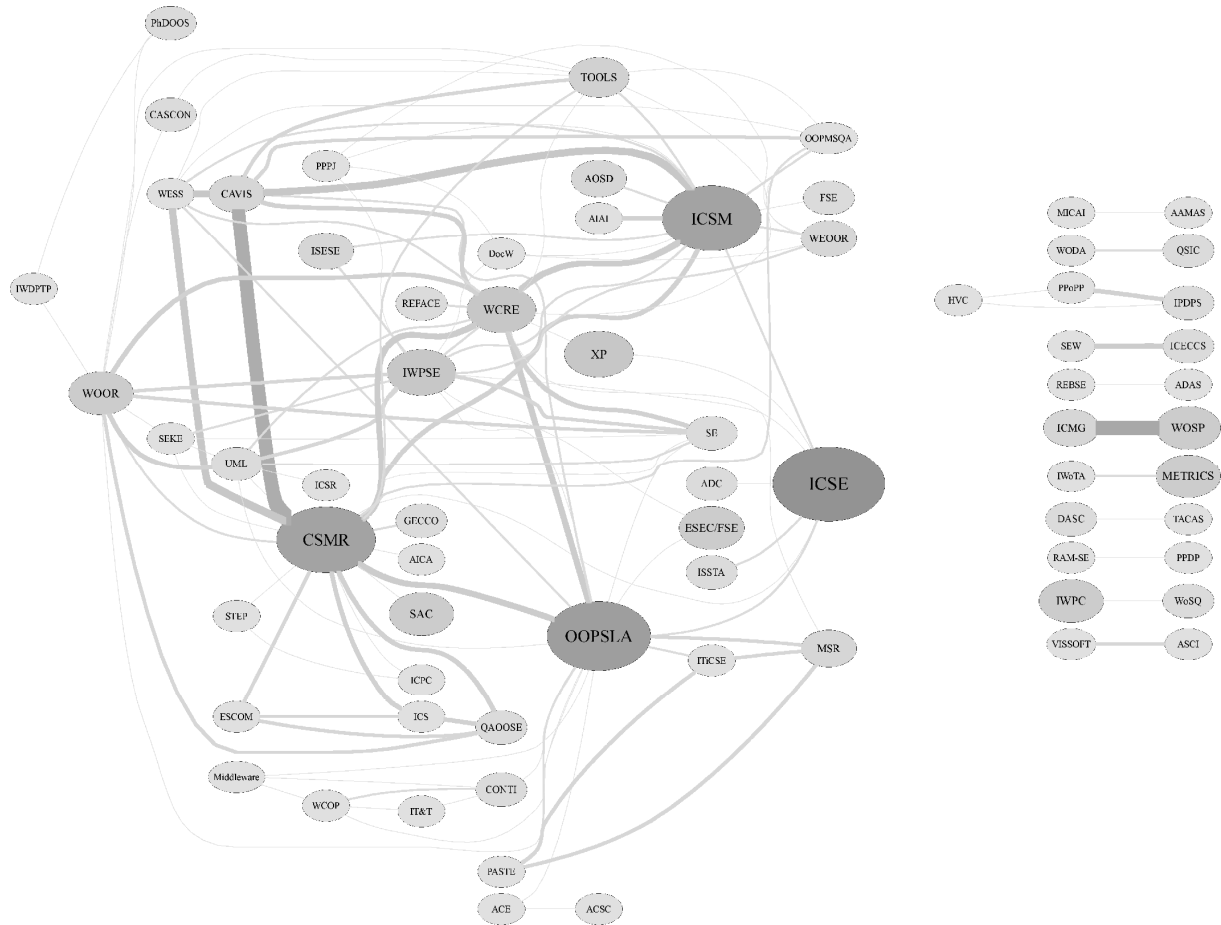 PhDOOS
TOOLS
CASCON
OOPMSQA
PPPJ
AOSD
WESS
CAVIS
FSE
ICSM
AIAI
MICAI
AAMAS
WEOOR
ISESE
DocW
WODA
QSIC
IWDPTP
PPoPP
HVC
IPDPS
REFACE
WCRE
SEW
ICECCS
XP
IWPSE
REBSE
ADAS
WOOR
ICMG
WOSP
SEKE
SE
UML
IWoTA
METRICS
ICSR
ADC
ICSE
GECCO
DASC
TACAS
ESEC/FSE
CSMR
AICA
RAM-SE
PPDP
ISSTA
IWPC
WoSQ
STEP
SAC
OOPSLA
VISSOFT
ASCI
MSR
ITiCSE
ICPC
ESCOM
ICS
QAOOSE
Middleware
CONTI
WCOP
IT&T
PASTE
ACE
ACSC